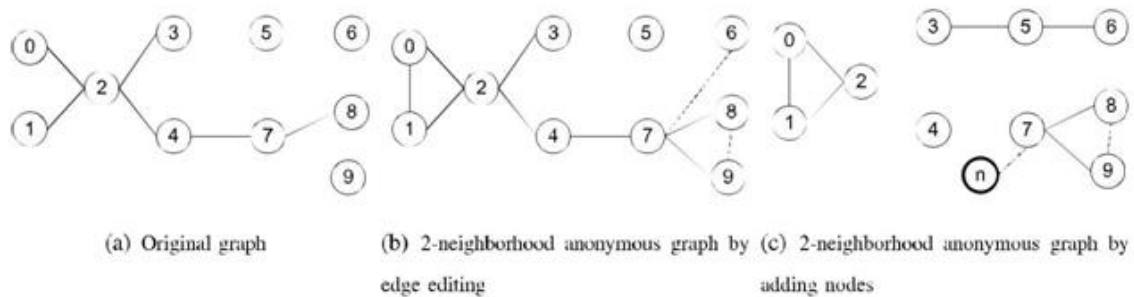 0 3 5 6
2
1 4 7 8
9
0 3 5 6
2
1 4 7 8
9
0 3 5 6
2
1 4 7 8
n 9
(a) Original graph
(b) 2-neighborhood anonymous graph by
edge editing
(c) 2-neighborhood anonymous graph by
adding nodes